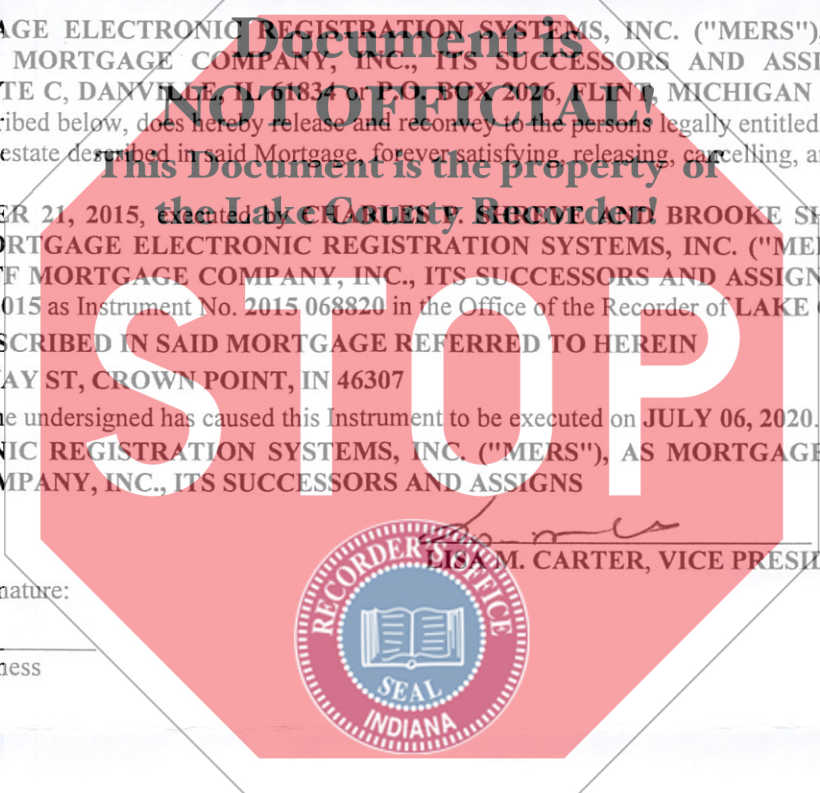 AGE ELECTRONIC REGISTRATION SYSTEMS, INC. ("MERS"),
MORTGAGE COMPANY, INC., ITS SUCCESSORS AND ASSI
TE C, DANVILLE, IL 61834 or P.O. BOX 2026, FLINT, MICHIGAN
ribed below, does hereby release and reconvey to the persons legally entitled
estate described in said Mortgage, forever satisfying, releasing, cancelling, a
Document is
NOT OFFICIAL!
This Document is the property of
the Lake County Recorder!
ER 21, 2015, executed by CHARLES P. SHREVE AND BROOKE SH
RTGAGE ELECTRONIC REGISTRATION SYSTEMS, INC. ("MER
FF MORTGAGE COMPANY, INC., ITS SUCCESSORS AND ASSIGN
015 as Instrument No. 2015 068820 in the Office of the Recorder of LAKE
SCRIBED IN SAID MORTGAGE REFERRED TO HEREIN
AY ST, CROWN POINT, IN 46307
STOP
e undersigned has caused this Instrument to be executed on JULY 06, 2020.
NIC REGISTRATION SYSTEMS, INC. ("MERS"), AS MORTGAGE
MPANY, INC., ITS SUCCESSORS AND ASSIGNS
LISA M. CARTER, VICE PRESID
nature:
ness
RECORDER'S OFFICE
SEAL
INDIANA